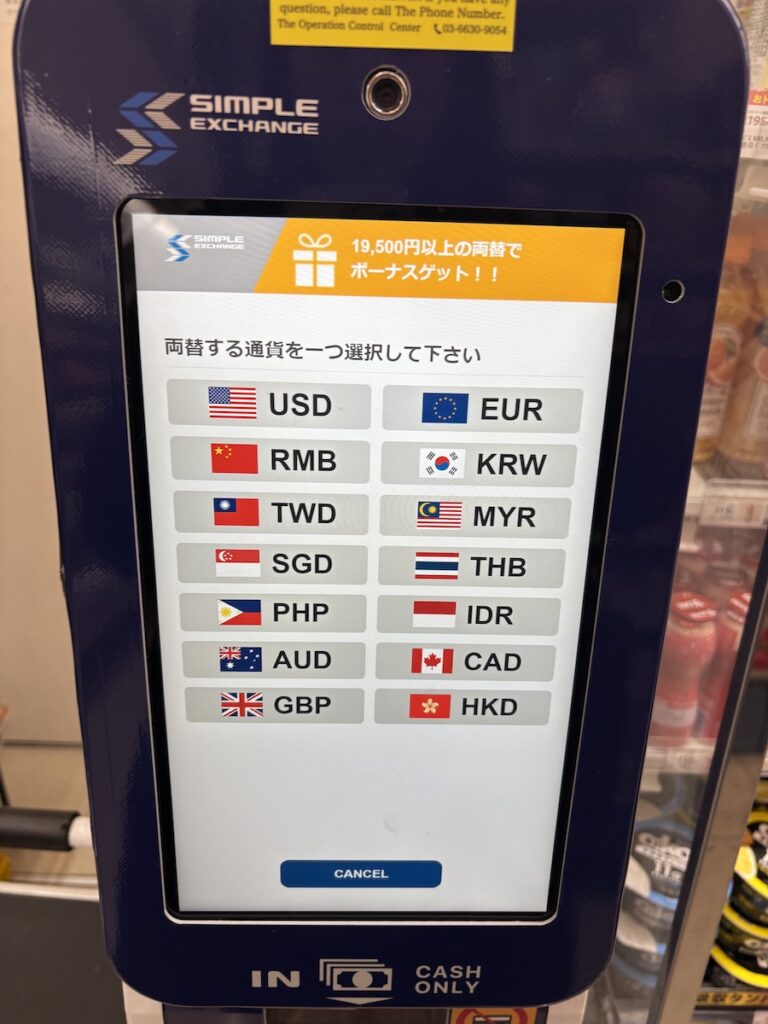 question, please call The Phone Number.
The Operation Control Center 📞03-6630-9054
SIMPLE
EXCHANGE
SIMPLE
EXCHANGE
19,500円以上の両替で
ボーナスゲット！！
両替する通貨を一つ選択して下さい
USD
EUR
RMB
KRW
TWD
MYR
SGD
THB
PHP
IDR
AUD
CAD
GBP
HKD
CANCEL
IN
CASH
ONLY